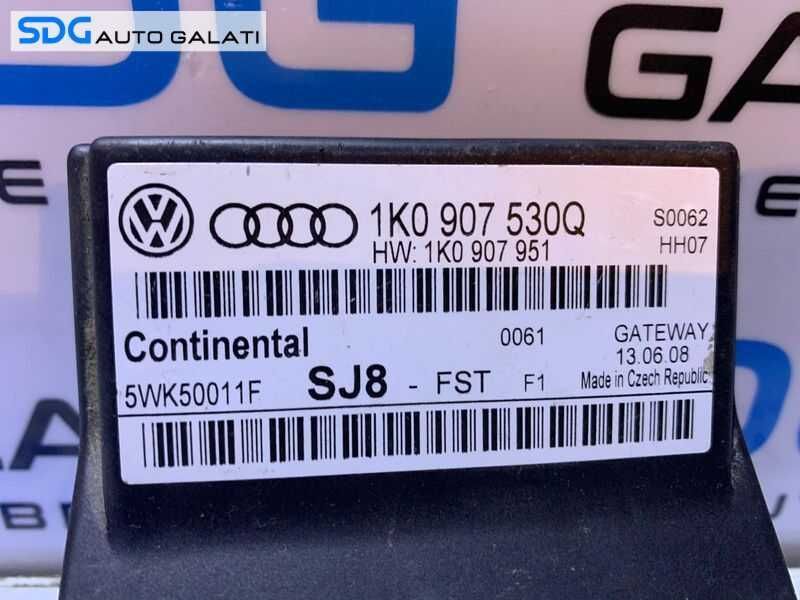 SDG AUTO GALATI
1K0 907 530Q
S0062
HW: 1K0 907 951
HH07
Continental
0061
GATEWAY
13.06.08
5WK50011F
SJ8 - FST F1
Made in Czech Republic